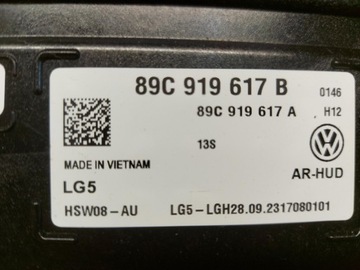 89C 919 617 B 0146
89C 919 617 A H12
13S
MADE IN VIETNAM
LG5 AR-HUD
HSW08-AU LG5-LGH28.09.2317080101